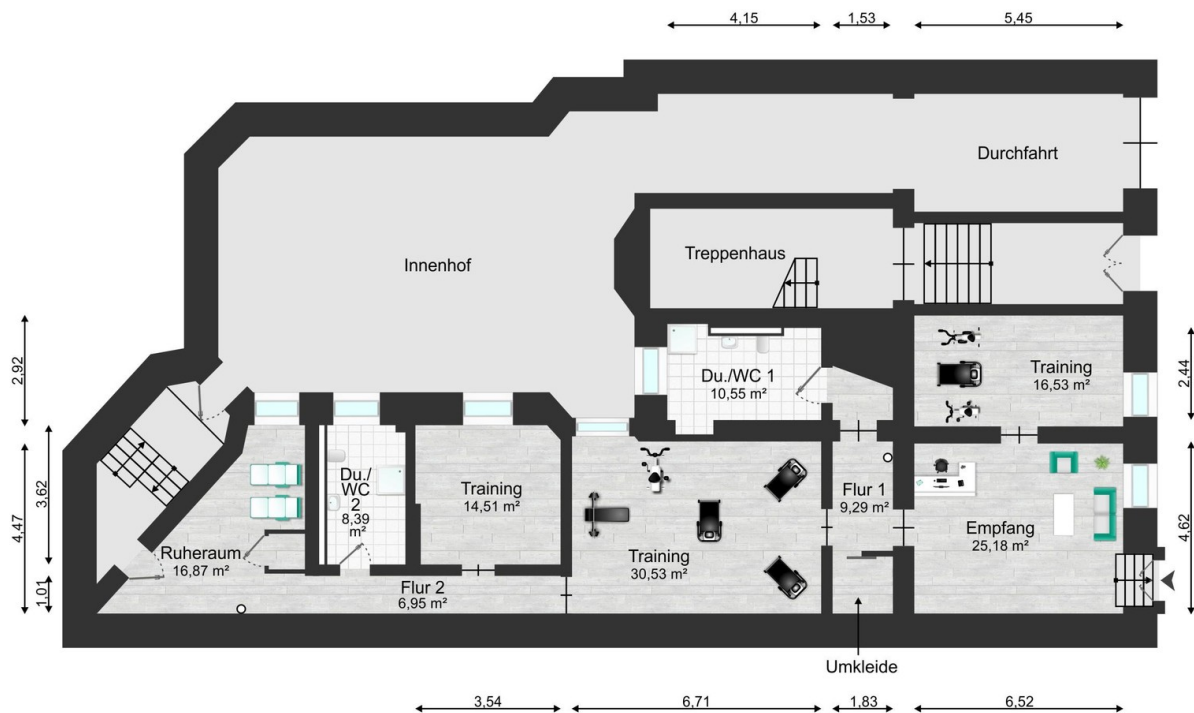 4,15
1,53
5,45
Durchfahrt
Innenhof
Treppenhaus
2,92
2,44
Training
16,53 m²
Du./WC 1
10,55 m²
3,62
4,47
1,01
Du./
WC
2
8,39
m²
Training
14,51 m²
Flur 1
9,29 m²
Empfang
25,18 m²
4,62
Ruheraum
16,87 m²
Training
30,53 m²
Flur 2
6,95 m²
Umkleide
3,54
6,71
1,83
6,52